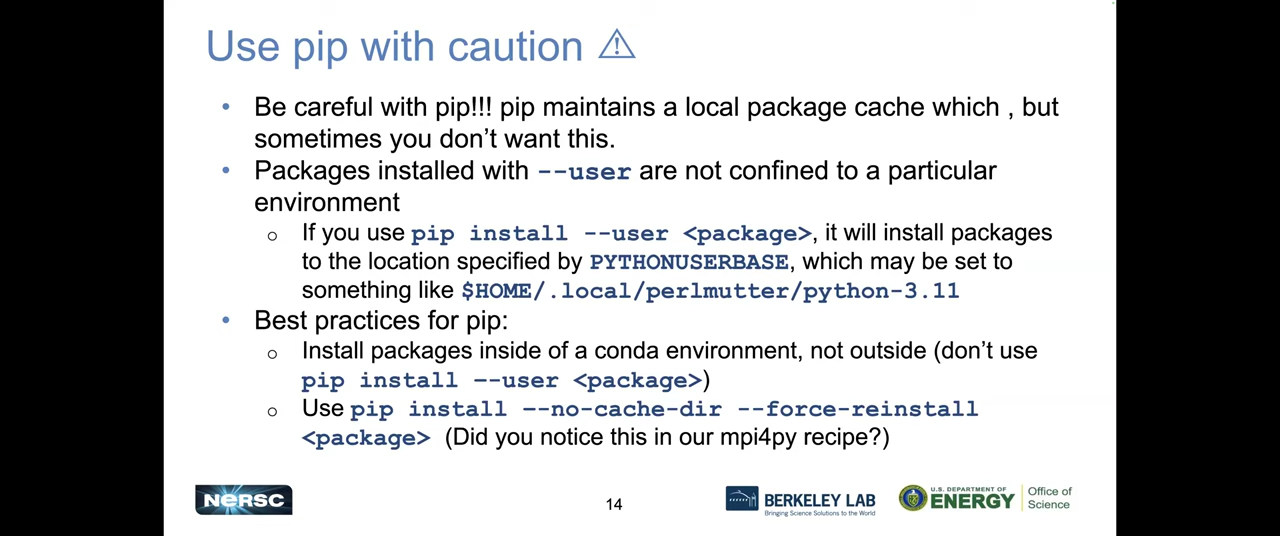 Use pip with caution ⚠
• Be careful with pip!!! pip maintains a local package cache which , but
sometimes you don’t want this.
• Packages installed with --user are not confined to a particular
environment
○ If you use pip install --user <package>, it will install packages
to the location specified by PYTHONUSERBASE, which may be set to
something like $HOME/.local/perlmutter/python-3.11
• Best practices for pip:
○ Install packages inside of a conda environment, not outside (don’t use
pip install –-user <package>)
○ Use pip install –-no-cache-dir --force-reinstall
<package> (Did you notice this in our mpi4py recipe?)
NERSC
14
BERKELEY LAB
Bringing Science Solutions to the World
U.S. DEPARTMENT OF
ENERGY
Office of
Science